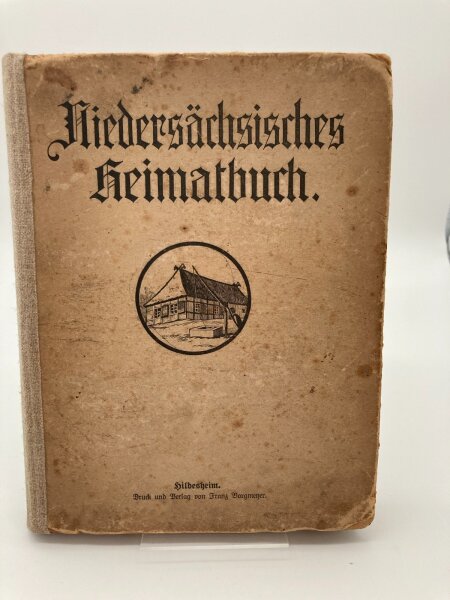 Niedersächsisches
Heimatbuch.
Hildesheim.
Druck und Verlag von Franz Borgmeyer.